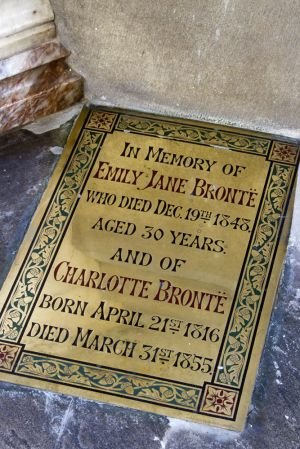 In Memory of
Emily Jane Brontë
who died Dec. 19th 1848,
aged 30 years.
and of
Charlotte Brontë
born April 21st 1816
died March 31st 1855.